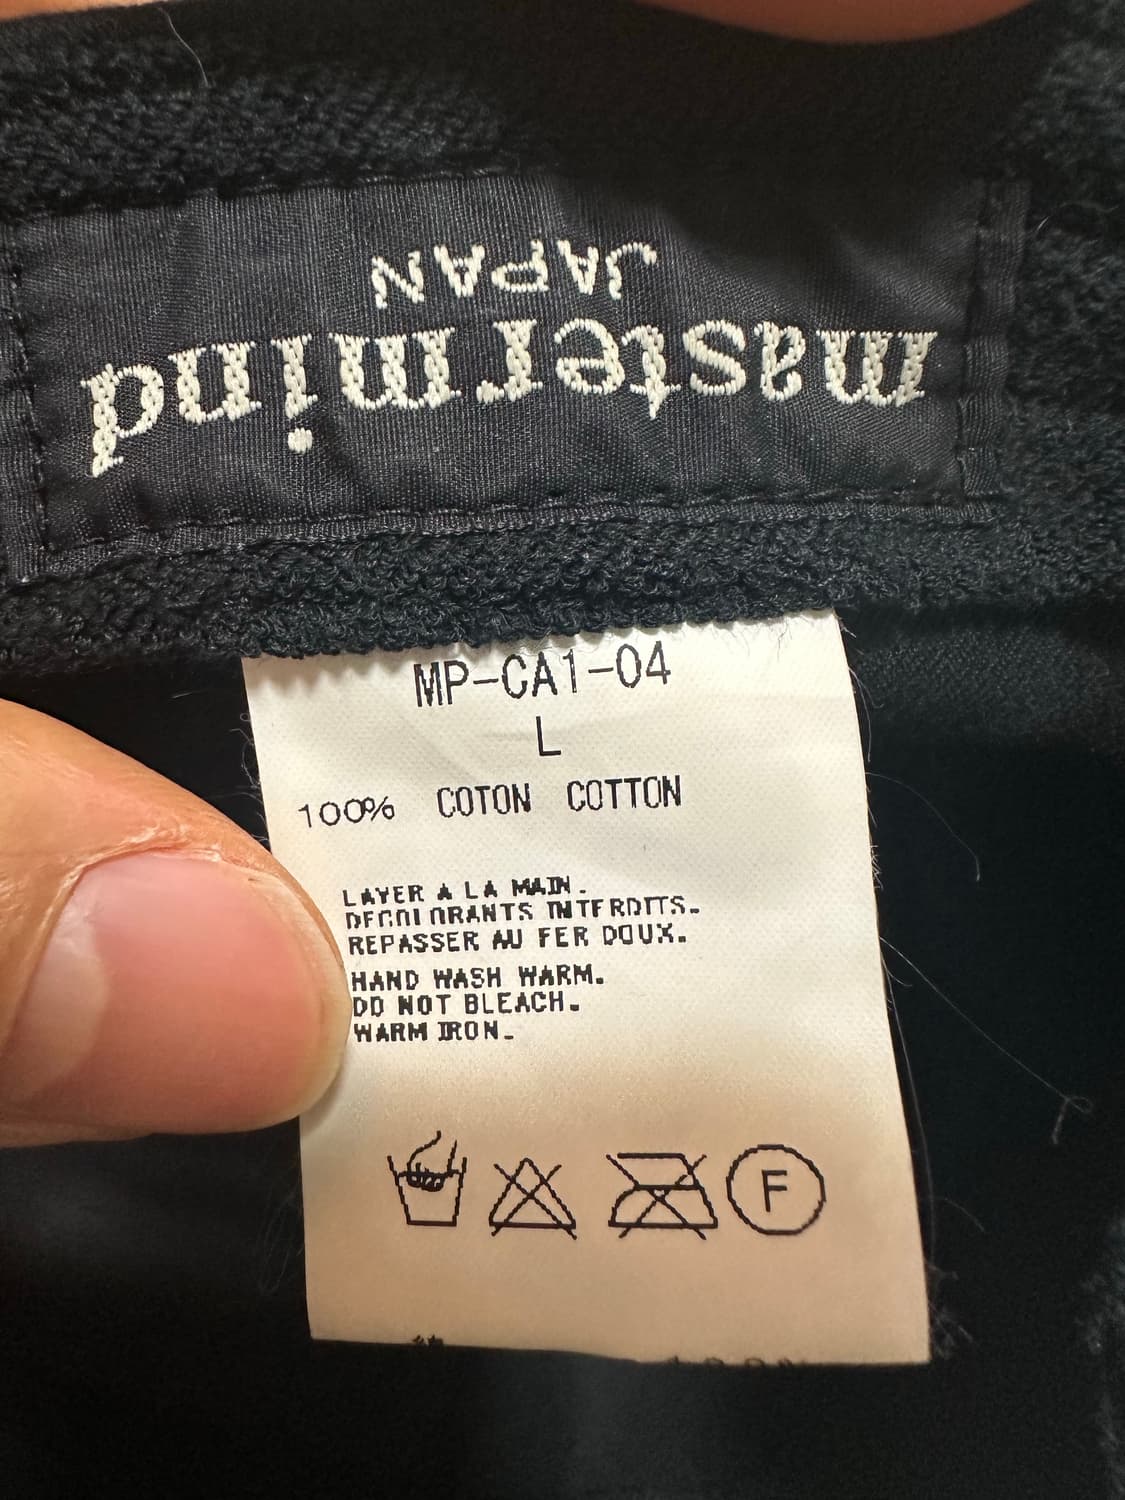 mastermind
JAPAN
MP-CA1-04
L
100% COTON COTTON
LAYER A LA MAIN.
DECOLORANTS INTERDITS.
REPASSER AU FER DOUX.
HAND WASH WARM.
DO NOT BLEACH.
WARM IRON.
F